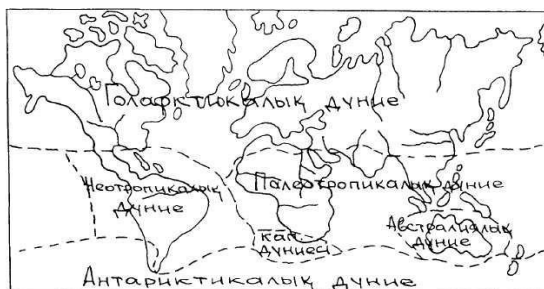 Голарктикалық дүние
Неотропикалық
дүние
Палеотропикалық дүние
Кап
дүниесі
Австралиялық
дүние
Антарктикалық дүние